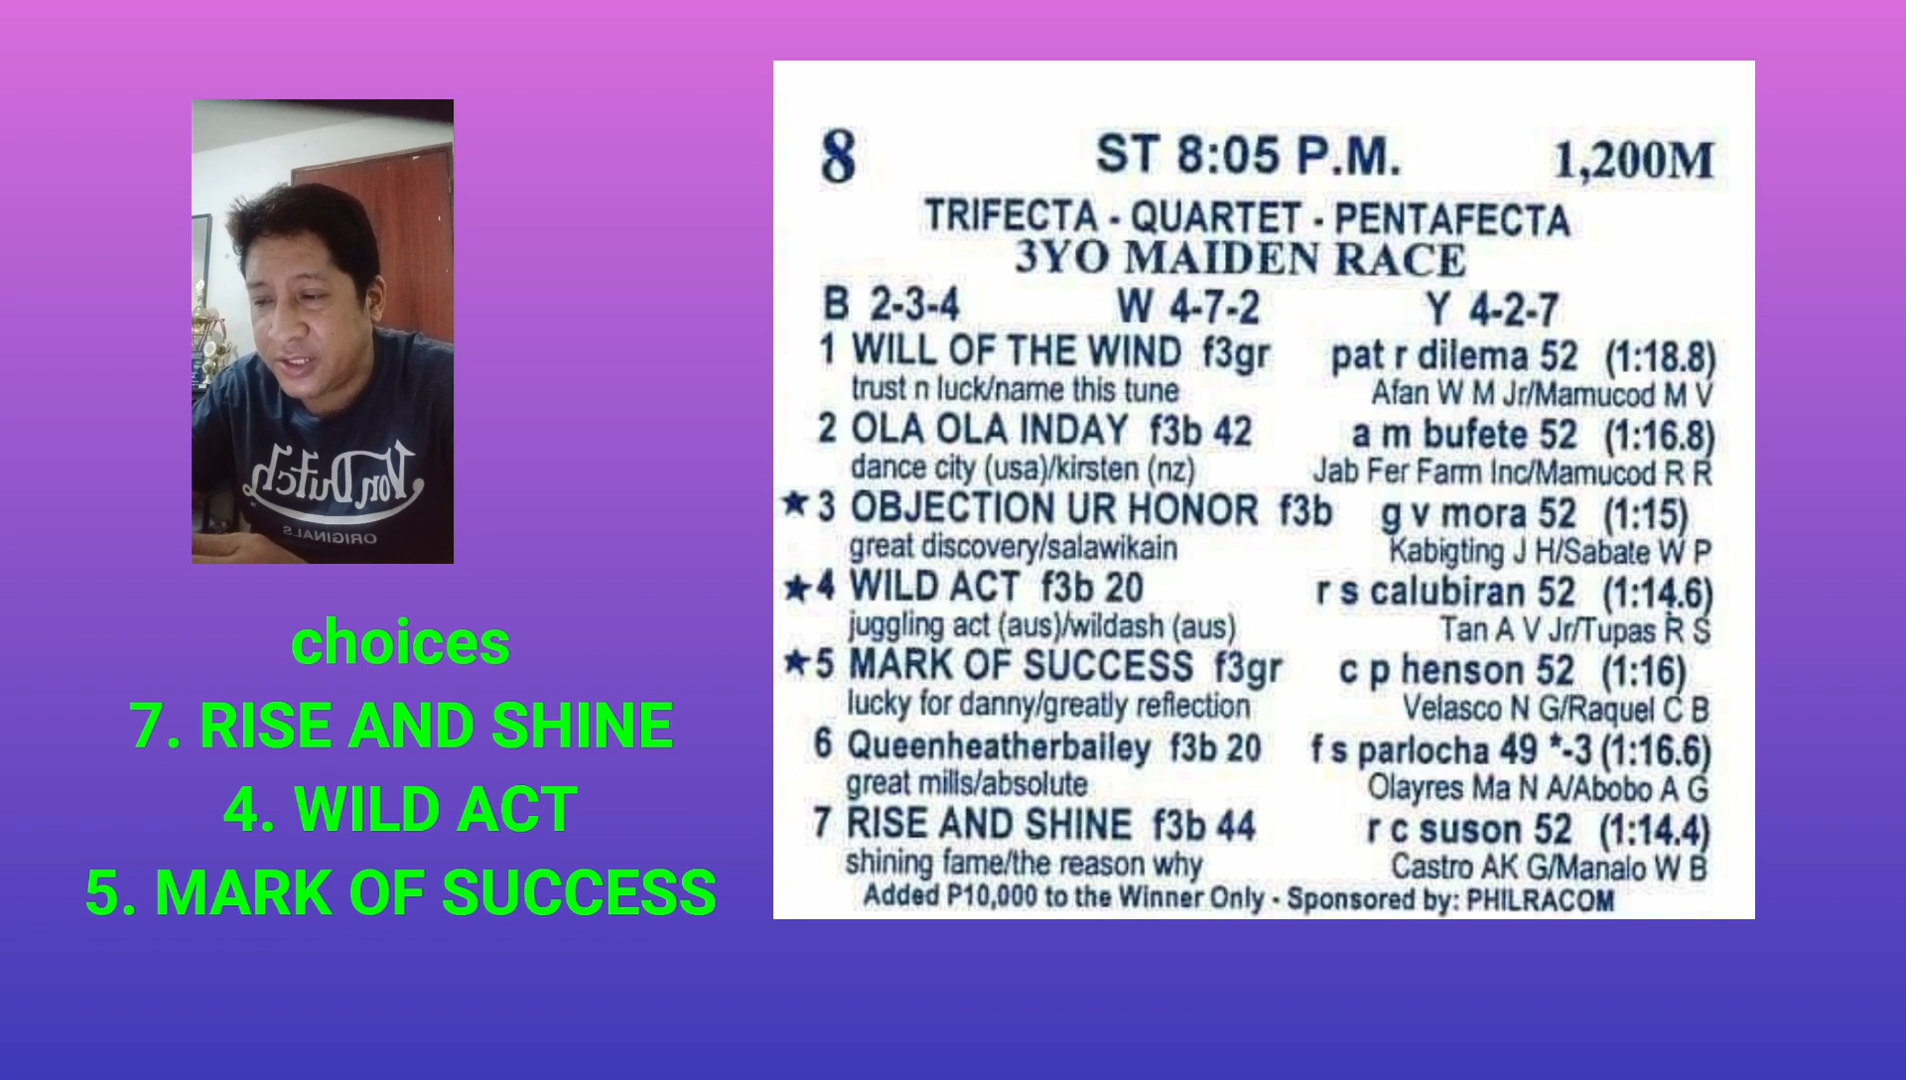 Von Dutch
ORIGINALS
choices
7. RISE AND SHINE
4. WILD ACT
5. MARK OF SUCCESS
8 ST 8:05 P.M. 1,200M
TRIFECTA - QUARTET - PENTAFECTA
3YO MAIDEN RACE
B 2-3-4 W 4-7-2 Y 4-2-7
1 WILL OF THE WIND f3gr pat r dilema 52 (1:18.8)
trust n luck/name this tune Afan W M Jr/Mamucod M V
2 OLA OLA INDAY f3b 42 a m bufete 52 (1:16.8)
dance city (usa)/kirsten (nz) Jab Fer Farm Inc/Mamucod R R
★ 3 OBJECTION UR HONOR f3b g v mora 52 (1:15)
great discovery/salawikain Kabigting J H/Sabate W P
★ 4 WILD ACT f3b 20 r s calubiran 52 (1:14.6)
juggling act (aus)/wildash (aus) Tan A V Jr/Tupas R S
★ 5 MARK OF SUCCESS f3gr c p henson 52 (1:16)
lucky for danny/greatly reflection Velasco N G/Raquel C B
6 Queenheatherbailey f3b 20 f s parlocha 49 *-3 (1:16.6)
great mills/absolute Olayres Ma N A/Abobo A G
7 RISE AND SHINE f3b 44 r c suson 52 (1:14.4)
shining fame/the reason why Castro AK G/Manalo W B
Added P10,000 to the Winner Only - Sponsored by: PHILRACOM